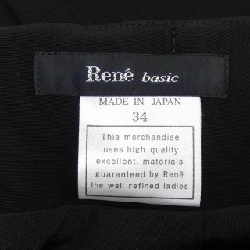 René basic
MADE IN JAPAN
34
This merchandise
uses high quality
excellent, materials
guaranteed by René
the well refined ladies